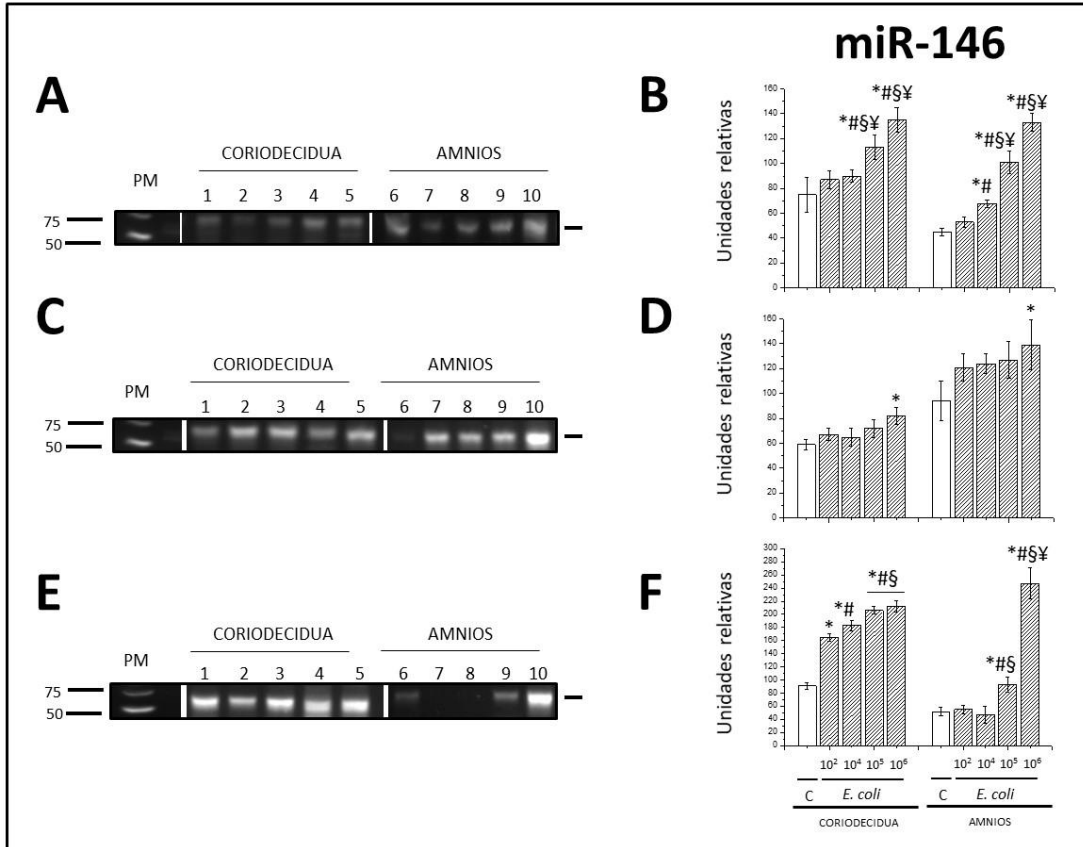 miR-146
A
CORIODECIDUA AMNIOS
PM
1 2 3 4 5 6 7 8 9 10
75
50
B
Unidades relativas
160
140
120
100
80
60
40
20
0
*#§¥
*#§¥
*#
*#§¥
*#§¥
C
CORIODECIDUA AMNIOS
PM
1 2 3 4 5 6 7 8 9 10
75
50
D
Unidades relativas
160
140
120
100
80
60
40
20
0
*
*
E
CORIODECIDUA AMNIOS
PM
1 2 3 4 5 6 7 8 9 10
75
50
F
Unidades relativas
300
280
260
240
220
200
180
160
140
120
100
80
60
40
20
0
*
*#
*#§
*#§
*#§¥
10² 10⁴ 10⁵ 10⁶ 10² 10⁴ 10⁵ 10⁶
C E. coli C E. coli
CORIODECIDUA AMNIOS